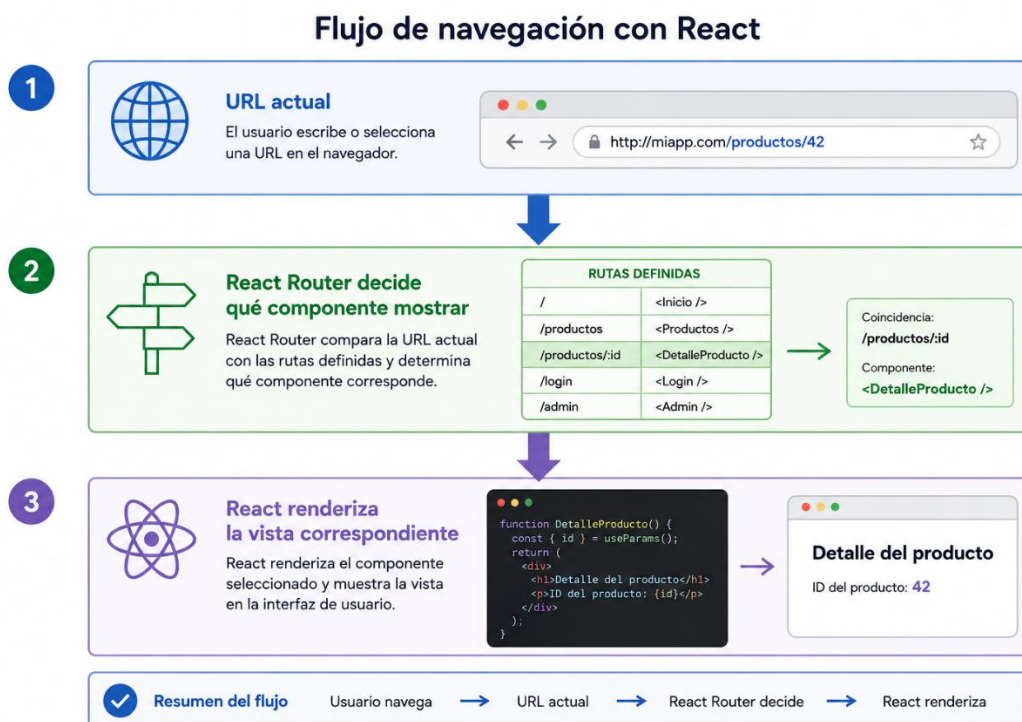 Flujo de navegación con React
1
URL actual
El usuario escribe o selecciona
una URL en el navegador.
http://miapp.com/productos/42
2
React Router decide
qué componente mostrar
React Router compara la URL actual
con las rutas definidas y determina
qué componente corresponde.
RUTAS DEFINIDAS
/ <Inicio />
/productos <Productos />
/productos/:id <DetalleProducto />
/login <Login />
/admin <Admin />
Coincidencia:
/productos/:id
Componente:
<DetalleProducto />
3
React renderiza
la vista correspondiente
React renderiza el componente
seleccionado y muestra la vista
en la interfaz de usuario.
function DetalleProducto() {
const { id } = useParams();
return (
<div>
<h1>Detalle del producto</h1>
<p>ID del producto: {id}</p>
</div>
);
}
Detalle del producto
ID del producto: 42
Resumen del flujo Usuario navega URL actual React Router decide React renderiza